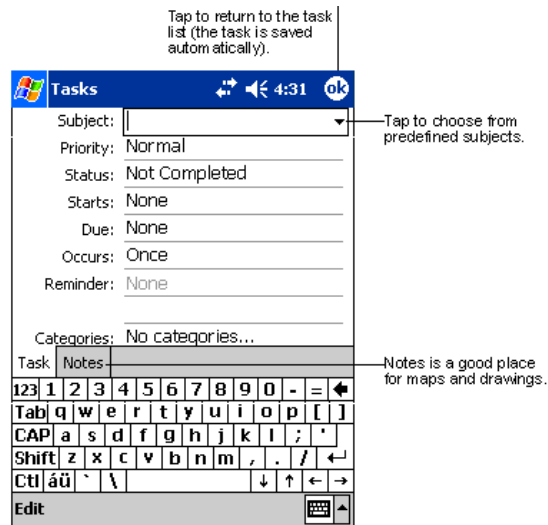 Tap to return to the task
list (the task is saved
automatically).
Tasks 4:31 ok
Subject:
Tap to choose from
predefined subjects.
Priority: Normal
Status: Not Completed
Starts: None
Due: None
Occurs: Once
Reminder: None
Categories: No categories...
Task Notes
Notes is a good place
for maps and drawings.
123 1 2 3 4 5 6 7 8 9 0 - = 🡄
Tab q w e r t y u i o p [ ]
CAP a s d f g h j k l ; '
Shift z x c v b n m , . / ↵
Ctl áü ` \ ↓ ↑ ← →
Edit